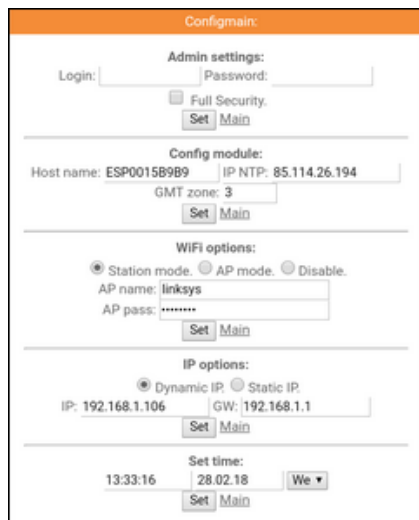 Configmain:
Admin settings:
Login: Password:
Full Security.
Set Main
Config module:
Host name: ESP0015B9B9 IP NTP: 85.114.26.194
GMT zone: 3
Set Main
WiFi options:
Station mode. AP mode. Disable.
AP name: linksys
AP pass: ••••••••
Set Main
IP options:
Dynamic IP. Static IP.
IP: 192.168.1.106 GW: 192.168.1.1
Set Main
Set time:
13:33:16 28.02.18 We
Set Main